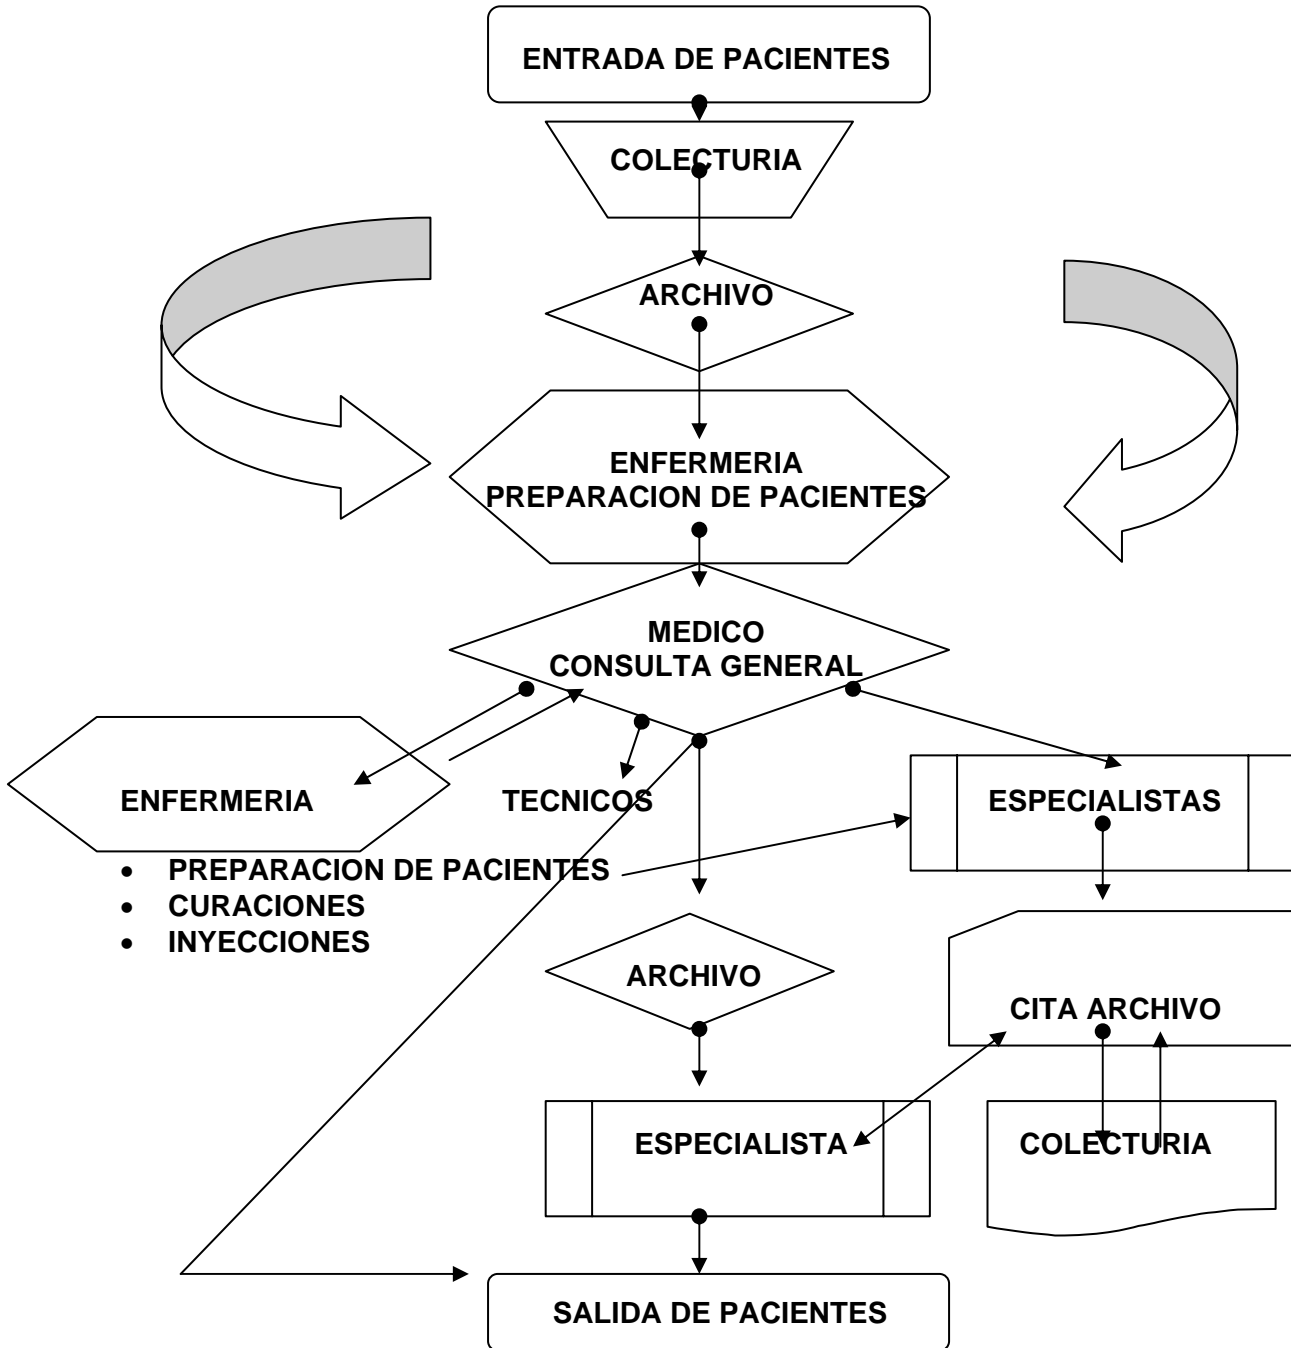 ENTRADA DE PACIENTES
COLECTURIA
ARCHIVO
ENFERMERIA
PREPARACION DE PACIENTES
MEDICO
CONSULTA GENERAL
ENFERMERIA
TECNICOS
ESPECIALISTAS
• PREPARACION DE PACIENTES
• CURACIONES
• INYECCIONES
ARCHIVO
CITA ARCHIVO
ESPECIALISTA
COLECTURIA
SALIDA DE PACIENTES